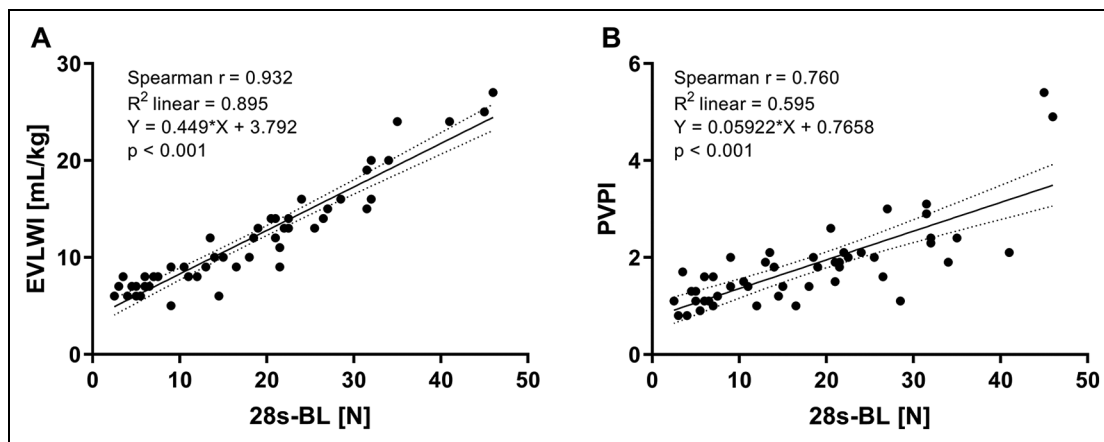 A
Spearman r = 0.932
R² linear = 0.895
Y = 0.449*X + 3.792
p < 0.001
EVLWI [mL/kg]
30
20
10
0
0 10 20 30 40 50
28s-BL [N]
B
Spearman r = 0.760
R² linear = 0.595
Y = 0.05922*X + 0.7658
p < 0.001
PVPI
6
4
2
0
0 10 20 30 40 50
28s-BL [N]